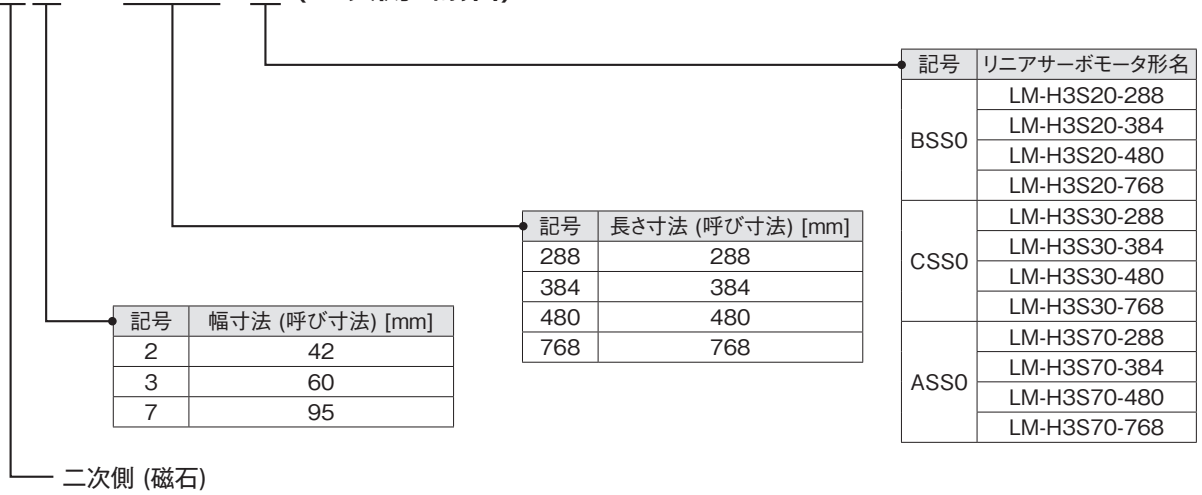 記号 リニアサーボモータ形名
BSS0 LM-H3S20-288
LM-H3S20-384
LM-H3S20-480
LM-H3S20-768
CSS0 LM-H3S30-288
LM-H3S30-384
LM-H3S30-480
LM-H3S30-768
ASS0 LM-H3S70-288
LM-H3S70-384
LM-H3S70-480
LM-H3S70-768
記号 長さ寸法 (呼び寸法) [mm]
288 288
384 384
480 480
768 768
記号 幅寸法 (呼び寸法) [mm]
2 42
3 60
7 95
二次側 (磁石)